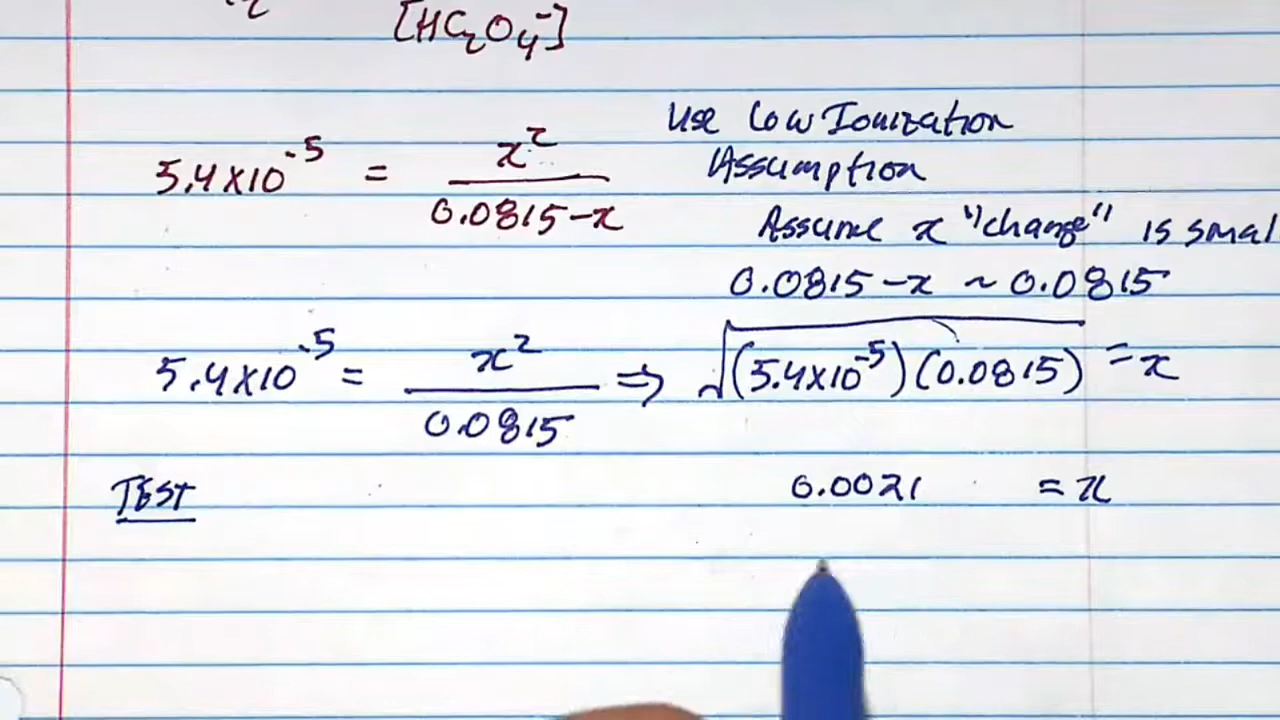 [HC₂O₄⁻]
5.4x10⁻⁵ = x² / 0.0815-x
Use Low Ionization
Assumption
Assume x "change" is smal
0.0815-x ~ 0.0815
5.4x10⁻⁵ = x² / 0.0815 ⇒ √(5.4x10⁻⁵)(0.0815) = x
TEST 0.0021 = x